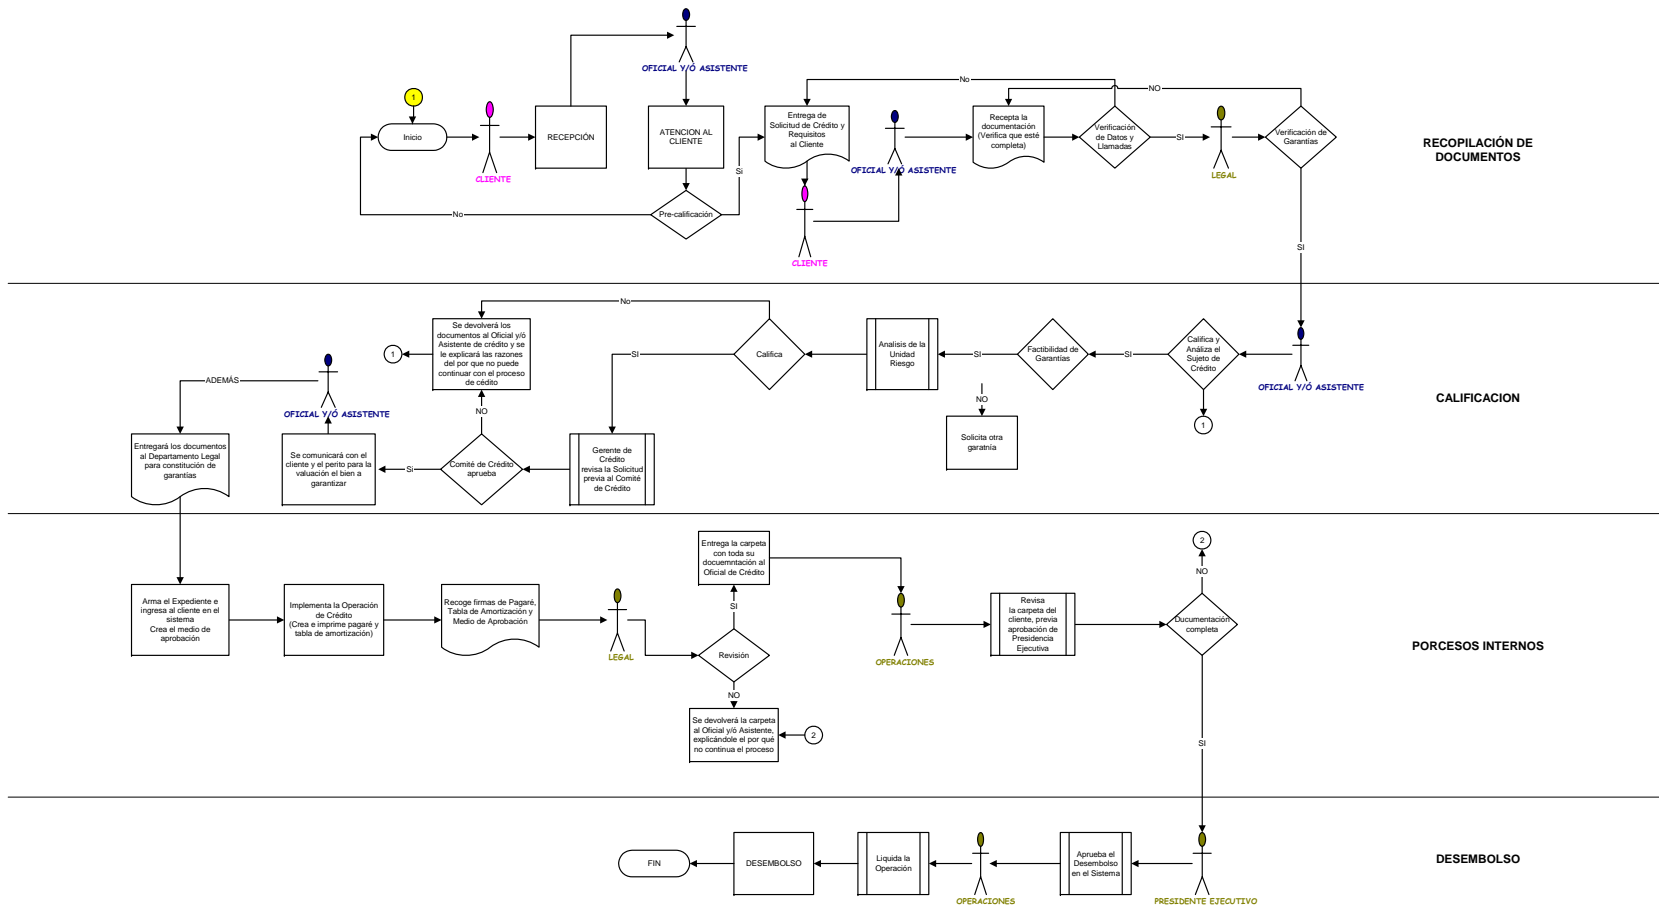 OFICIAL Y/Ó ASISTENTE
1
Inicio
CLIENTE
RECEPCIÓN
ATENCION AL
CLIENTE
Pre-calificación
No
Si
Entrega de
Solicitud de Crédito y
Requisitos
al Cliente
CLIENTE
OFICIAL Y/Ó ASISTENTE
Recepta la
documentación
(Verifica que esté
completa)
No
Verificación
de Datos y
Llamadas
SI
LEGAL
NO
Verificación de
Garantías
SI
RECOPILACIÓN DE
DOCUMENTOS
OFICIAL Y/Ó ASISTENTE
Califica y
Análiza el
Sujeto de
Crédito
1
SI
Factibilidad de
Garantías
SI
NO
Solicita otra
garatnía
Analisis de la
Unidad
Riesgo
Califica
No
SI
Se devolverá los
documentos al Oficial y/ó
Asistente de crédito y se
le explicará las razones
del por que no puede
continuar con el proceso
de cédito
1
Gerente de
Crédito
revisa la Solicitud
previa al Comité
de Crédito
Comité de Crédito
aprueba
NO
Si
Se comunicará con el
cliente y el perito para la
valuación el bien a
garantizar
OFICIAL Y/Ó ASISTENTE
ADEMÁS
Entregará los documentos
al Departamento Legal
para constitución de
garantías
CALIFICACION
Arma el Expediente e
ingresa al cliente en el
sistema
Crea el medio de
aprobación
Implementa la Operación
de Crédito
(Crea e imprime pagaré y
tabla de amortización)
Recoge firmas de Pagaré,
Tabla de Amortización y
Medio de Aprobación
LEGAL
Revisión
SI
Entrega la carpeta
con toda su
docuemntación al
Oficial de Crédito
NO
Se devolverá la carpeta
al Oficial y/ó Asistente,
explicándole el por qué
no continua el proceso
2
OPERACIONES
Revisa
la carpeta del
cliente, previa
aprobación de
Presidencia
Ejecutiva
Ducumentación
completa
NO
2
SI
PORCESOS INTERNOS
PRESIDENTE EJECUTIVO
Aprueba el
Desembolso
en el Sistema
OPERACIONES
Liquida la
Operación
DESEMBOLSO
FIN
DESEMBOLSO